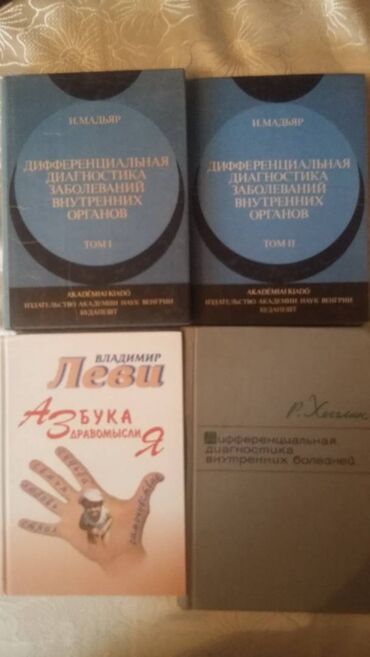 И. МАДЬЯР
ДИФФЕРЕНЦИАЛЬНАЯ
ДИАГНОСТИКА
ЗАБОЛЕВАНИЙ
ВНУТРЕННИХ
ОРГАНОВ
ТОМ I
AKADÉMIAI KIADÓ
ИЗДАТЕЛЬСТВО АКАДЕМИИ НАУК ВЕНГРИИ
БУДАПЕШТ
И. МАДЬЯР
ДИФФЕРЕНЦИАЛЬНАЯ
ДИАГНОСТИКА
ЗАБОЛЕВАНИЙ
ВНУТРЕННИХ
ОРГАНОВ
ТОМ II
AKADÉMIAI KIADÓ
ИЗДАТЕЛЬСТВО АКАДЕМИИ НАУК ВЕНГРИИ
БУДАПЕШТ
ВЛАДИМИР
Леви
АЗБУКА
ЗДРАВОМЫСЛИЯ
Р. Хегглин
Дифференциальная
диагностика
внутренних болезней